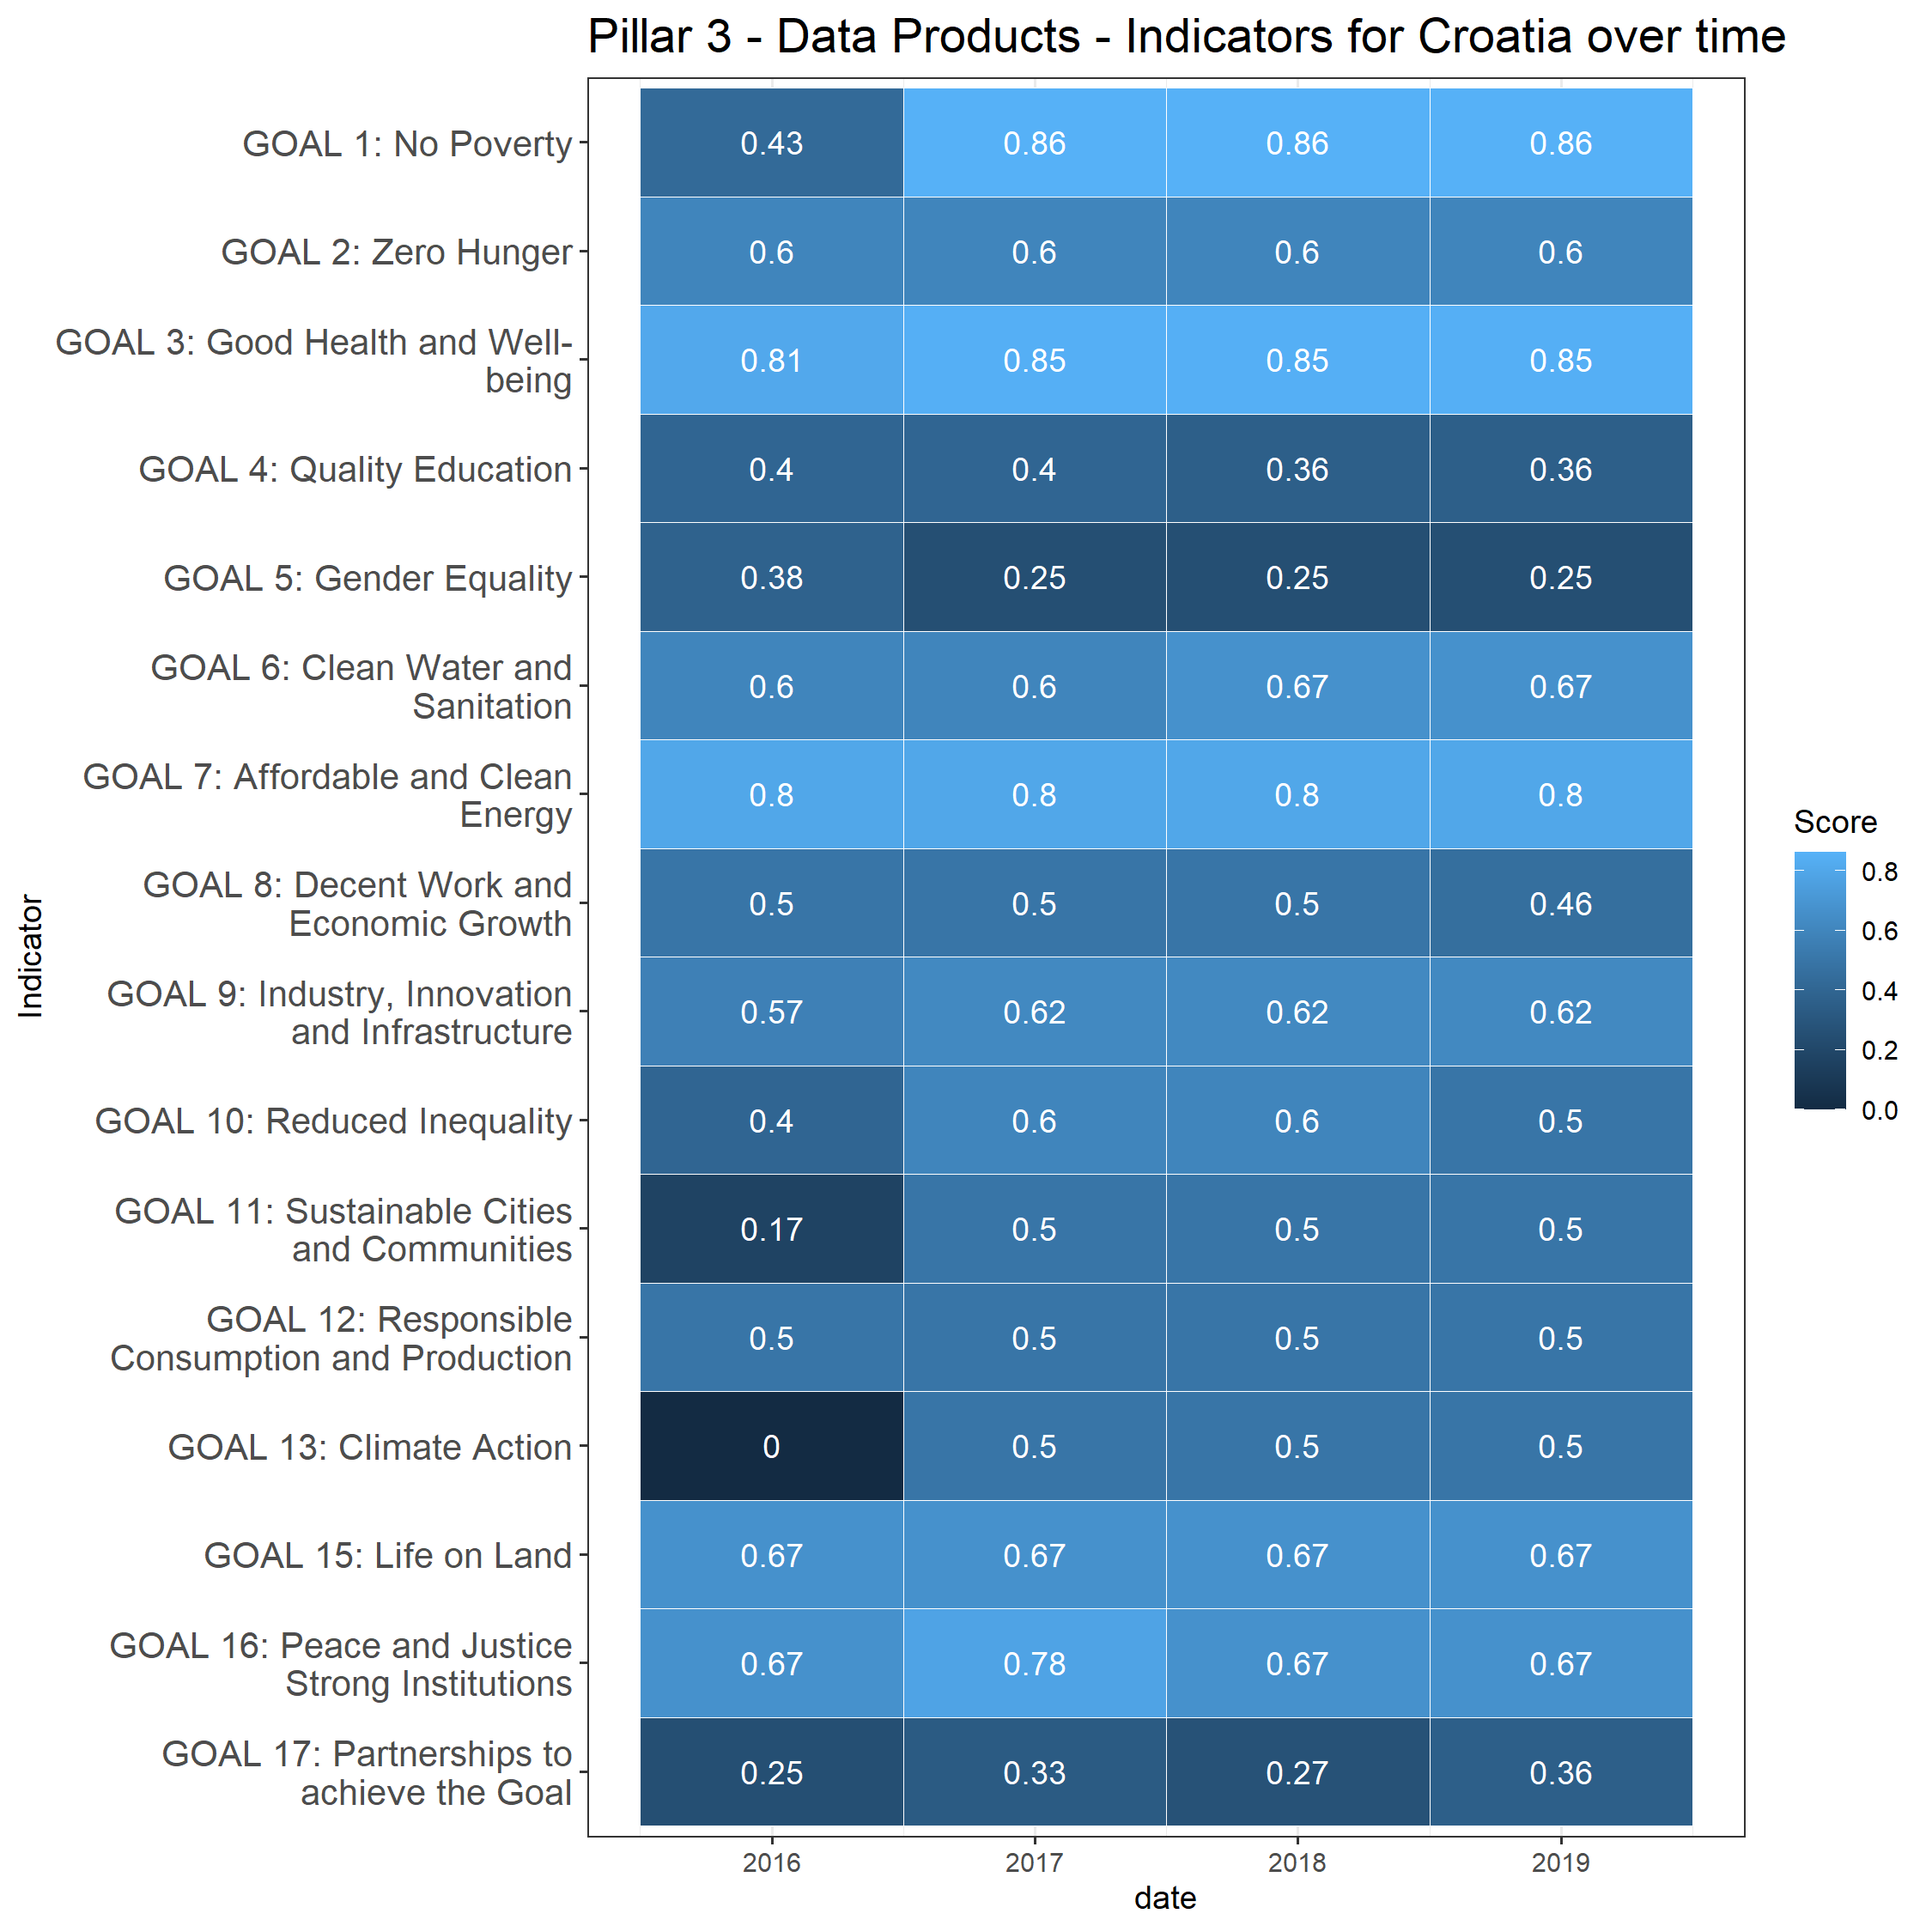 Pillar 3 - Data Products - Indicators for Croatia over time
GOAL 1: No Poverty
0.43 0.86 0.86 0.86
GOAL 2: Zero Hunger
0.6 0.6 0.6 0.6
GOAL 3: Good Health and Well-
being
0.81 0.85 0.85 0.85
GOAL 4: Quality Education
0.4 0.4 0.36 0.36
GOAL 5: Gender Equality
0.38 0.25 0.25 0.25
GOAL 6: Clean Water and
Sanitation
0.6 0.6 0.67 0.67
GOAL 7: Affordable and Clean
Energy
0.8 0.8 0.8 0.8
GOAL 8: Decent Work and
Economic Growth
0.5 0.5 0.5 0.46
GOAL 9: Industry, Innovation
and Infrastructure
0.57 0.62 0.62 0.62
GOAL 10: Reduced Inequality
0.4 0.6 0.6 0.5
GOAL 11: Sustainable Cities
and Communities
0.17 0.5 0.5 0.5
GOAL 12: Responsible
Consumption and Production
0.5 0.5 0.5 0.5
GOAL 13: Climate Action
0 0.5 0.5 0.5
GOAL 15: Life on Land
0.67 0.67 0.67 0.67
GOAL 16: Peace and Justice
Strong Institutions
0.67 0.78 0.67 0.67
GOAL 17: Partnerships to
achieve the Goal
0.25 0.33 0.27 0.36
2016 2017 2018 2019
date
Indicator
Score
0.8
0.6
0.4
0.2
0.0